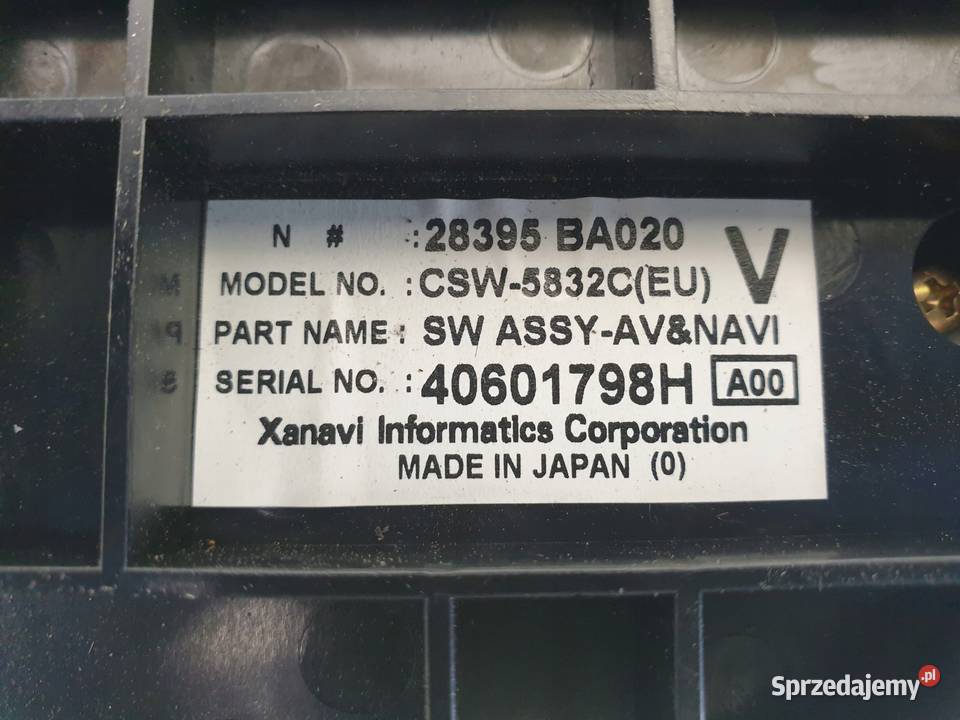 N # : 28395 BA020
V
MODEL NO. : CSW-5832C(EU)
PART NAME : SW ASSY-AV&NAVI
SERIAL NO. : 40601798H A00
Xanavi Informatics Corporation
MADE IN JAPAN (0)
Sprzedajemy.pl